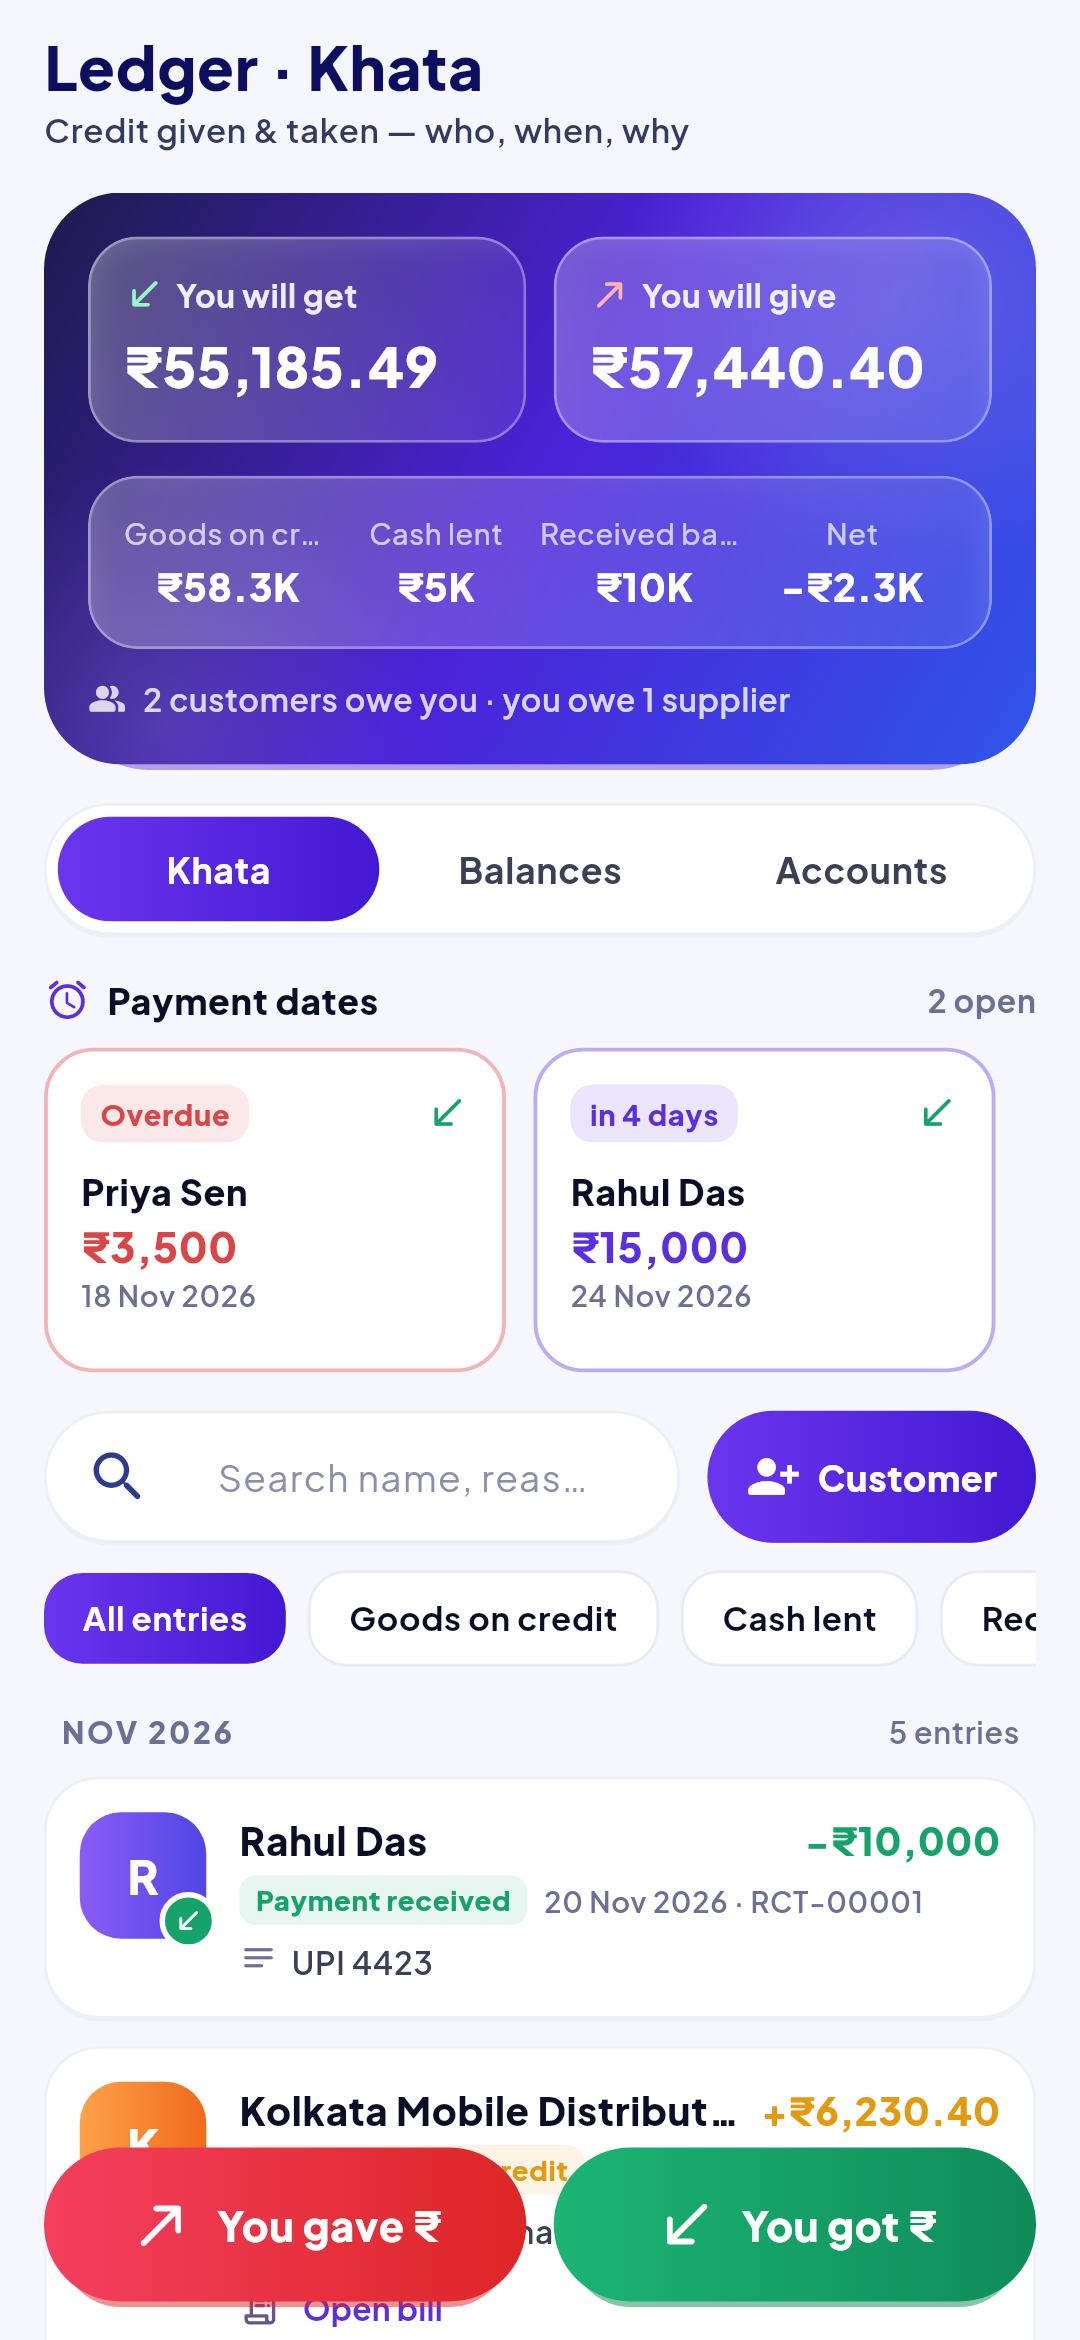 Ledger · Khata
Credit given & taken — who, when, why
You will get
₹55,185.49
You will give
₹57,440.40
Goods on cr...
₹58.3K
Cash lent
₹5K
Received ba...
₹10K
Net
-₹2.3K
2 customers owe you · you owe 1 supplier
Khata
Balances
Accounts
Payment dates
2 open
Overdue
Priya Sen
₹3,500
18 Nov 2026
in 4 days
Rahul Das
₹15,000
24 Nov 2026
Search name, reas...
Customer
All entries
Goods on credit
Cash lent
NOV 2026
5 entries
R
Rahul Das
-₹10,000
Payment received
20 Nov 2026 · RCT-00001
UPI 4423
K
Kolkata Mobile Distribut...
+₹6,230.40
You gave ₹
You got ₹
Open bill